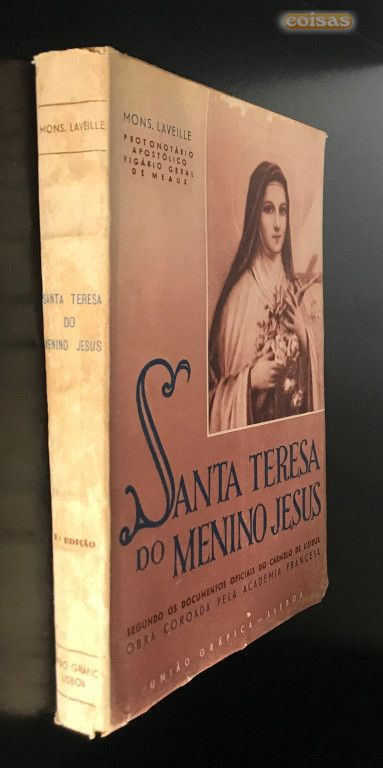 coisas
MONS. LAVEILLE
SANTA TERESA
DO
MENINO JESUS
EDIÇÃO
LISBOA
MONS. LAVEILLE
PROTONOTÁRIO
APOSTÓLICO
VIGÁRIO GERAL
DE MEAUX
SANTA TERESA
DO MENINO JESUS
SEGUNDO OS DOCUMENTOS OFICIAIS DO CARMELO DE LISIEUX
OBRA COROADA PELA ACADEMIA FRANCESA
UNIÃO GRÁFICA — LISBOA